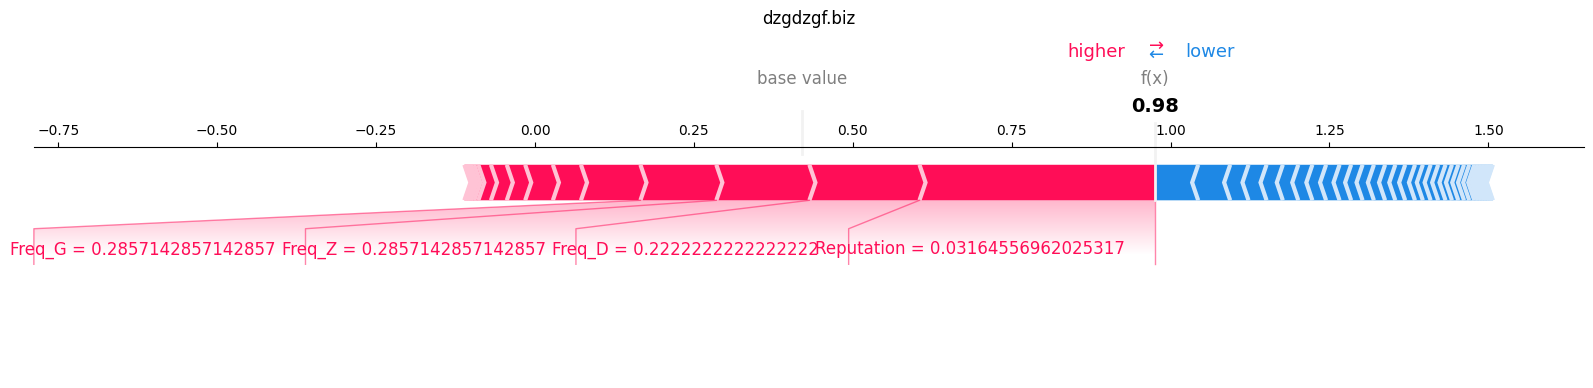 dzgdzgf.biz
higher → ← lower
base value f(x)
0.98
−0.75 −0.50 −0.25 0.00 0.25 0.50 0.75 1.00 1.25 1.50
Freq_G = 0.2857142857142857 Freq_Z = 0.2857142857142857 Freq_D = 0.2222222222222222 Reputation = 0.03164556962025317